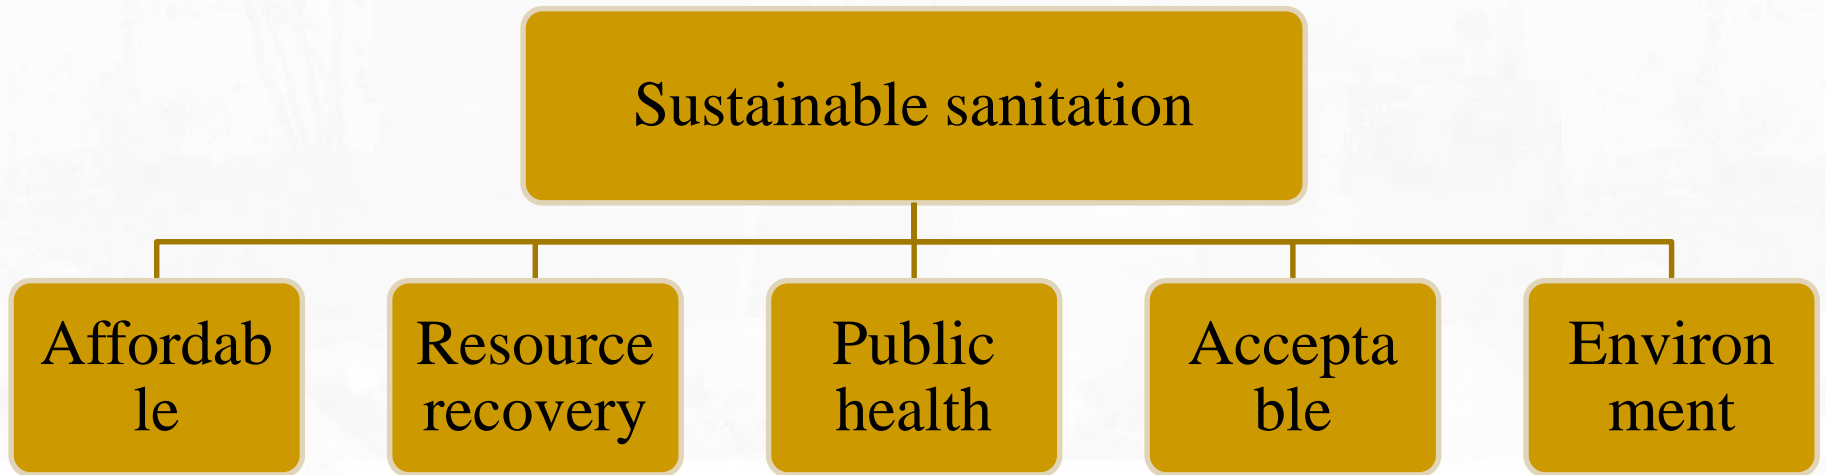 Sustainable sanitation
Affordab
le
Resource
recovery
Public
health
Accepta
ble
Environ
ment